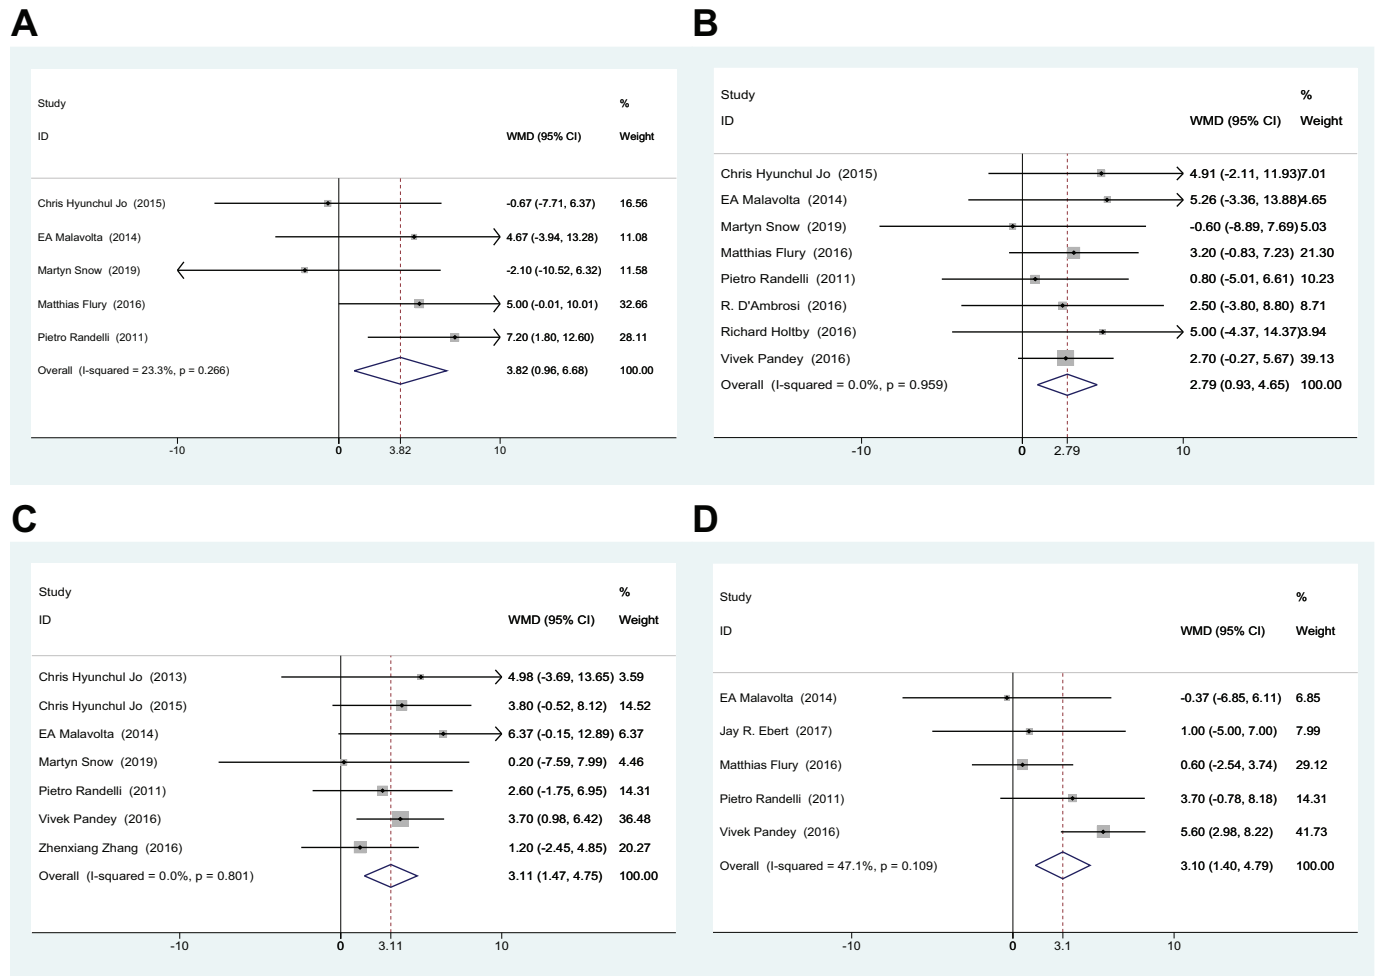 A
Study %
ID WMD (95% CI) Weight
Chris Hyunchul Jo (2015) -0.67 (-7.71, 6.37) 16.56
EA Malavolta (2014) 4.67 (-3.94, 13.28) 11.08
Martyn Snow (2019) -2.10 (-10.52, 6.32) 11.58
Matthias Flury (2016) 5.00 (-0.01, 10.01) 32.66
Pietro Randelli (2011) 7.20 (1.80, 12.60) 28.11
Overall (I-squared = 23.3%, p = 0.266) 3.82 (0.96, 6.68) 100.00
-10 0 3.82 10
B
Study %
ID WMD (95% CI) Weight
Chris Hyunchul Jo (2015) 4.91 (-2.11, 11.93) 7.01
EA Malavolta (2014) 5.26 (-3.36, 13.88) 4.65
Martyn Snow (2019) -0.60 (-8.89, 7.69) 5.03
Matthias Flury (2016) 3.20 (-0.83, 7.23) 21.30
Pietro Randelli (2011) 0.80 (-5.01, 6.61) 10.23
R. D'Ambrosi (2016) 2.50 (-3.80, 8.80) 8.71
Richard Holtby (2016) 5.00 (-4.37, 14.37) 3.94
Vivek Pandey (2016) 2.70 (-0.27, 5.67) 39.13
Overall (I-squared = 0.0%, p = 0.959) 2.79 (0.93, 4.65) 100.00
-10 0 2.79 10
C
Study %
ID WMD (95% CI) Weight
Chris Hyunchul Jo (2013) 4.98 (-3.69, 13.65) 3.59
Chris Hyunchul Jo (2015) 3.80 (-0.52, 8.12) 14.52
EA Malavolta (2014) 6.37 (-0.15, 12.89) 6.37
Martyn Snow (2019) 0.20 (-7.59, 7.99) 4.46
Pietro Randelli (2011) 2.60 (-1.75, 6.95) 14.31
Vivek Pandey (2016) 3.70 (0.98, 6.42) 36.48
Zhenxiang Zhang (2016) 1.20 (-2.45, 4.85) 20.27
Overall (I-squared = 0.0%, p = 0.801) 3.11 (1.47, 4.75) 100.00
-10 0 3.11 10
D
Study %
ID WMD (95% CI) Weight
EA Malavolta (2014) -0.37 (-6.85, 6.11) 6.85
Jay R. Ebert (2017) 1.00 (-5.00, 7.00) 7.99
Matthias Flury (2016) 0.60 (-2.54, 3.74) 29.12
Pietro Randelli (2011) 3.70 (-0.78, 8.18) 14.31
Vivek Pandey (2016) 5.60 (2.98, 8.22) 41.73
Overall (I-squared = 47.1%, p = 0.109) 3.10 (1.40, 4.79) 100.00
-10 0 3.1 10